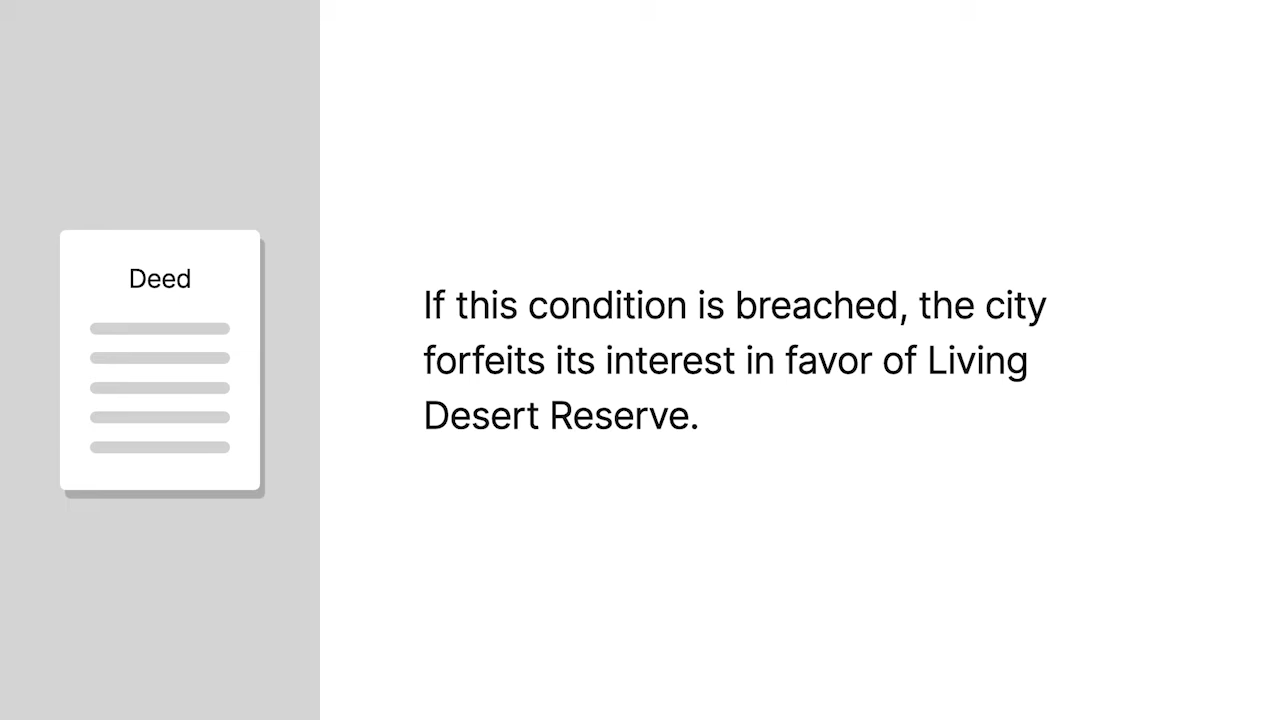 Deed
If this condition is breached, the city
forfeits its interest in favor of Living
Desert Reserve.